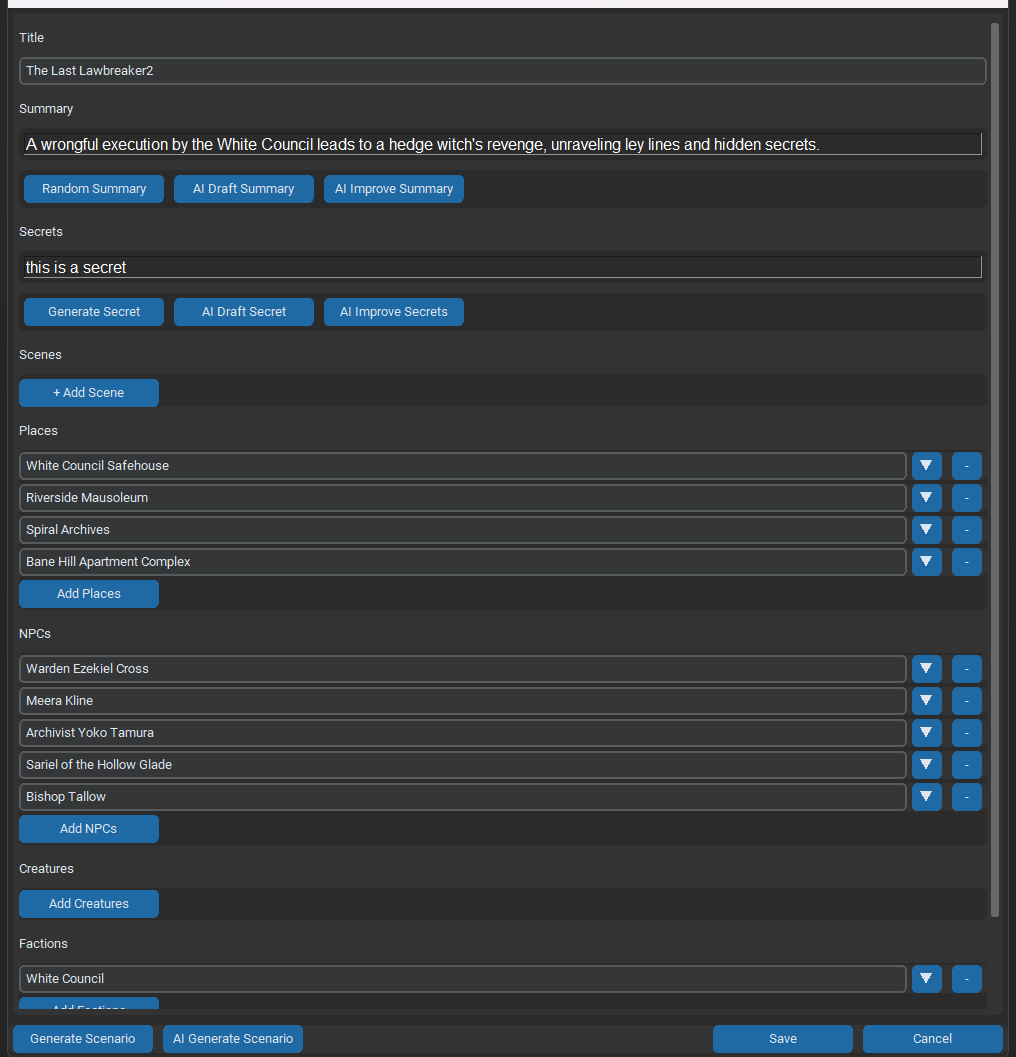 Title
The Last Lawbreaker2
Summary
A wrongful execution by the White Council leads to a hedge witch's revenge, unraveling ley lines and hidden secrets.
Random Summary AI Draft Summary AI Improve Summary
Secrets
this is a secret
Generate Secret AI Draft Secret AI Improve Secrets
Scenes
+ Add Scene
Places
White Council Safehouse ▼ -
Riverside Mausoleum ▼ -
Spiral Archives ▼ -
Bane Hill Apartment Complex ▼ -
Add Places
NPCs
Warden Ezekiel Cross ▼ -
Meera Kline ▼ -
Archivist Yoko Tamura ▼ -
Sariel of the Hollow Glade ▼ -
Bishop Tallow ▼ -
Add NPCs
Creatures
Add Creatures
Factions
White Council ▼ -
Add Factions
Generate Scenario AI Generate Scenario Save Cancel